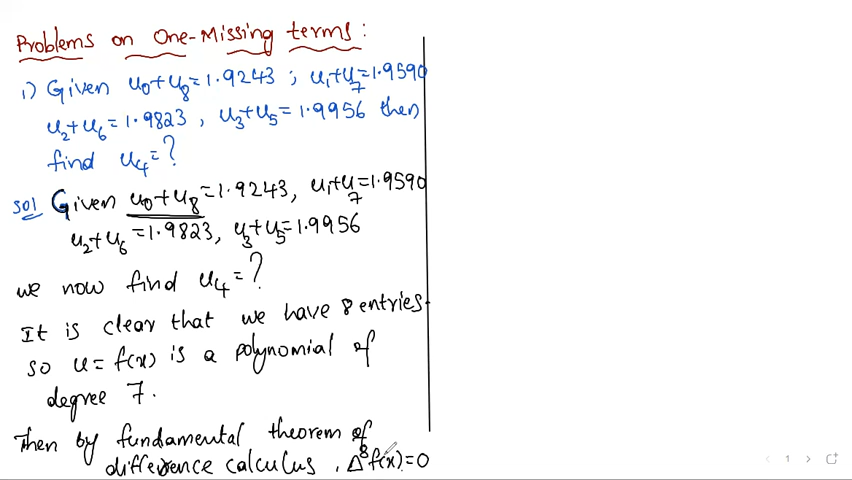 Problems on One-Missing terms:
1) Given u₀+u₈=1.9243 ; u₁+u₇=1.9590
u₂+u₆=1.9823 , u₃+u₅=1.9956 then
find u₄=?
sol Given u₀+u₈=1.9243, u₁+u₇=1.9590
u₂+u₆=1.9823, u₃+u₅=1.9956
we now find u₄=?
It is clear that we have 8 entries.
so u=f(x) is a polynomial of
degree 7.
Then by fundamental theorem of
difference calculus, Δ⁸f(x)=0
1